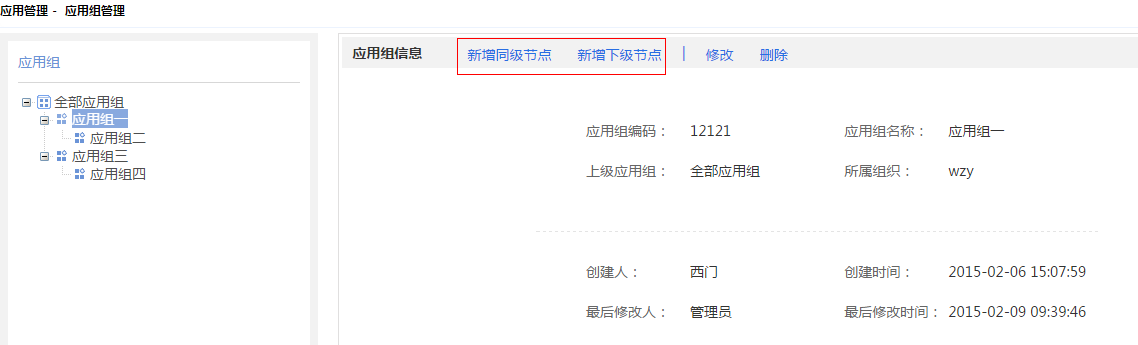 应用管理 - 应用组管理
应用组
全部应用组
应用组一
应用组二
应用组三
应用组四
应用组信息 新增同级节点 新增下级节点 | 修改 删除
应用组编码： 12121 应用组名称： 应用组一
上级应用组： 全部应用组 所属组织： wzy
创建人： 西门 创建时间： 2015-02-06 15:07:59
最后修改人： 管理员 最后修改时间： 2015-02-09 09:39:46